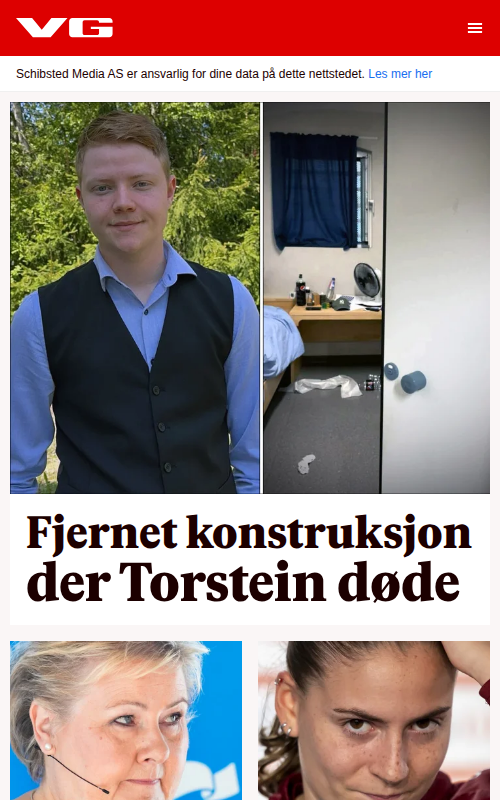 VG
Schibsted Media AS er ansvarlig for dine data på dette nettstedet. Les mer her
Fjernet konstruksjon
der Torstein døde